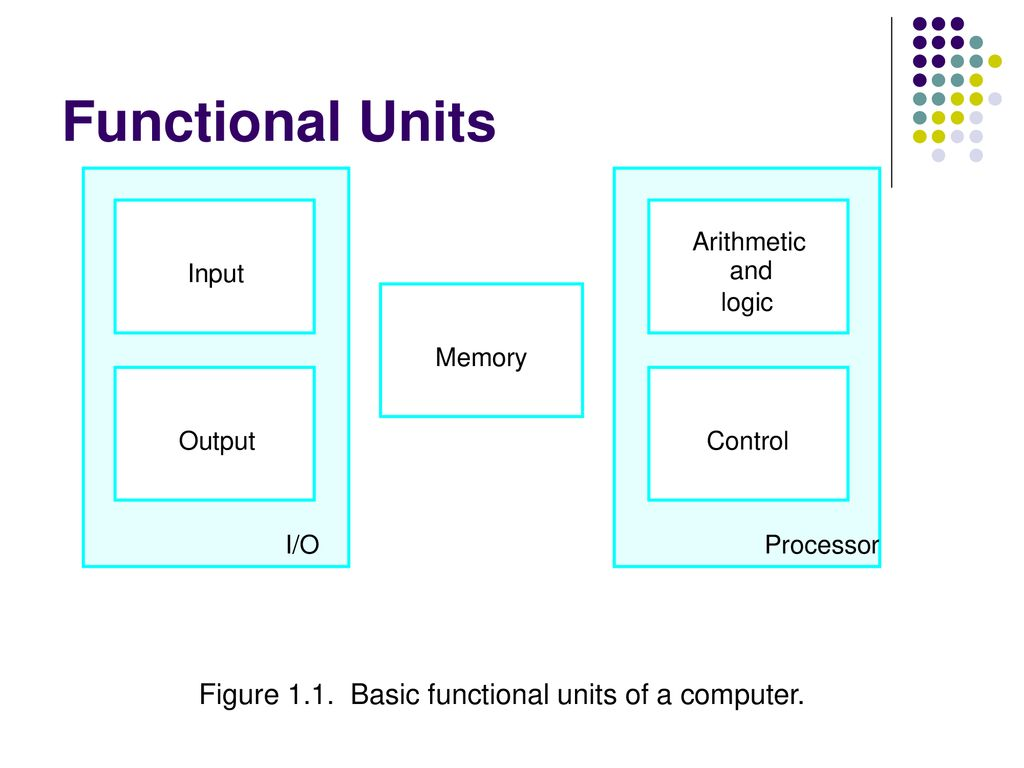 Functional Units
Input
Output
I/O
Memory
Arithmetic
and
logic
Control
Processor
Figure 1.1.  Basic functional units of a computer.